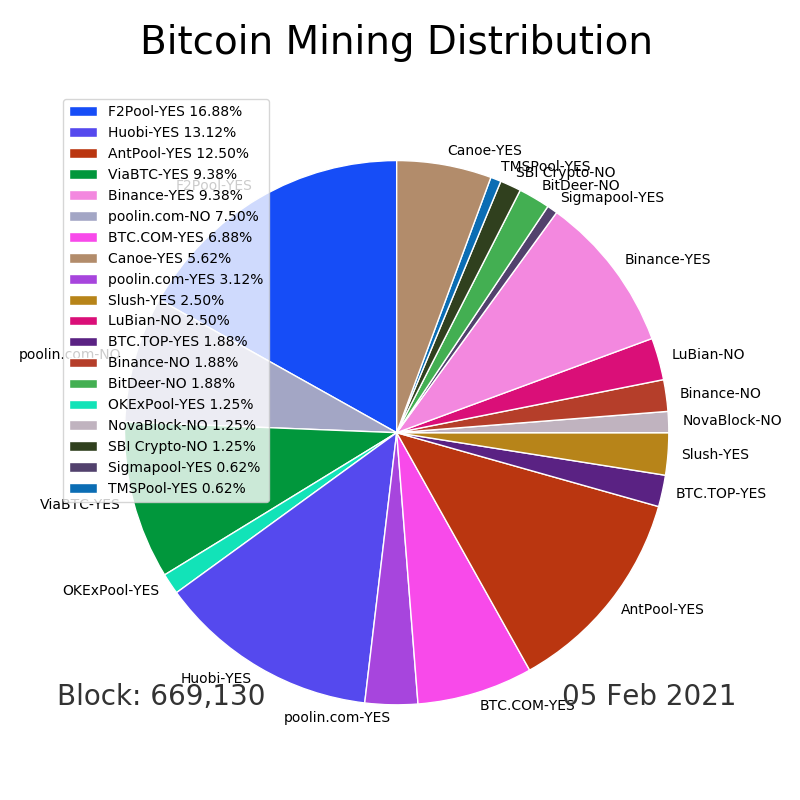 Bitcoin Mining Distribution
F2Pool-YES 16.88%
Huobi-YES 13.12%
AntPool-YES 12.50%
ViaBTC-YES 9.38%
Binance-YES 9.38%
poolin.com-NO 7.50%
BTC.COM-YES 6.88%
Canoe-YES 5.62%
poolin.com-YES 3.12%
Slush-YES 2.50%
LuBian-NO 2.50%
BTC.TOP-YES 1.88%
Binance-NO 1.88%
BitDeer-NO 1.88%
OKExPool-YES 1.25%
NovaBlock-NO 1.25%
SBI Crypto-NO 1.25%
Sigmapool-YES 0.62%
TMSPool-YES 0.62%
Canoe-YES
TMSPool-YES
SBI Crypto-NO
BitDeer-NO
Sigmapool-YES
Binance-YES
LuBian-NO
Binance-NO
NovaBlock-NO
Slush-YES
BTC.TOP-YES
AntPool-YES
BTC.COM-YES
poolin.com-YES
Huobi-YES
OKExPool-YES
ViaBTC-YES
poolin.com-NO
F2Pool-YES
Block: 669,130
05 Feb 2021